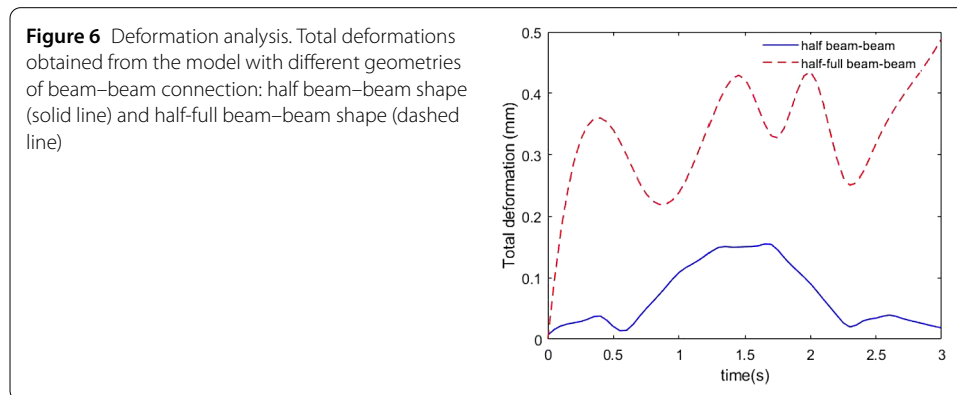 Figure 6 Deformation analysis. Total deformations
obtained from the model with different geometries
of beam–beam connection: half beam–beam shape
(solid line) and half-full beam–beam shape (dashed
line)
half beam-beam
half-full beam-beam
Total deformation (mm)
0.5
0.4
0.3
0.2
0.1
0
0 0.5 1 1.5 2 2.5 3
time(s)